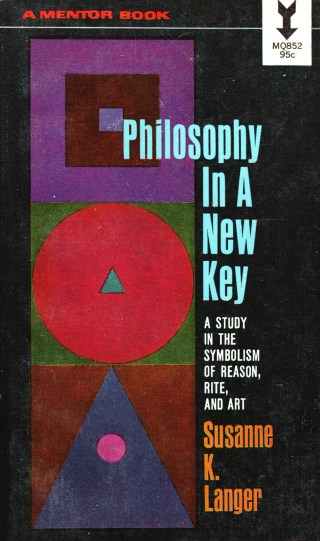 A MENTOR BOOK
MQ852
95c
Philosophy
In A
New
Key
A STUDY
IN THE
SYMBOLISM
OF REASON,
RITE,
AND ART
Susanne
K.
Langer